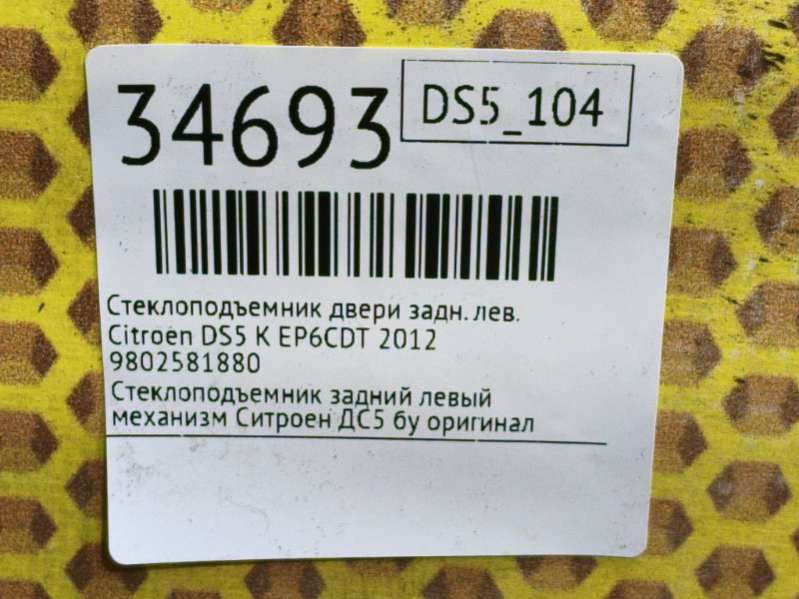 34693
DS5_104
Стеклоподъемник двери задн. лев.
Citroen DS5 K EP6CDT 2012
9802581880
Стеклоподъемник задний левый
механизм Ситроен ДС5 бу оригинал